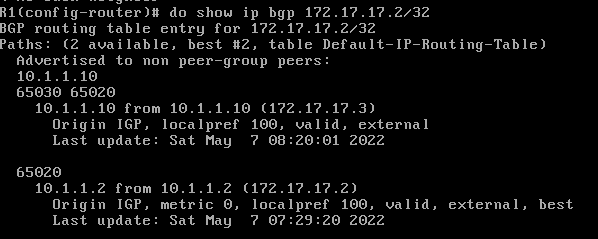 R1(config-router)# do show ip bgp 172.17.17.2/32
BGP routing table entry for 172.17.17.2/32
Paths: (2 available, best #2, table Default-IP-Routing-Table)
Advertised to non peer-group peers:
10.1.1.10
65030 65020
10.1.1.10 from 10.1.1.10 (172.17.17.3)
Origin IGP, localpref 100, valid, external
Last update: Sat May  7 08:20:01 2022
65020
10.1.1.2 from 10.1.1.2 (172.17.17.2)
Origin IGP, metric 0, localpref 100, valid, external, best
Last update: Sat May  7 07:29:20 2022